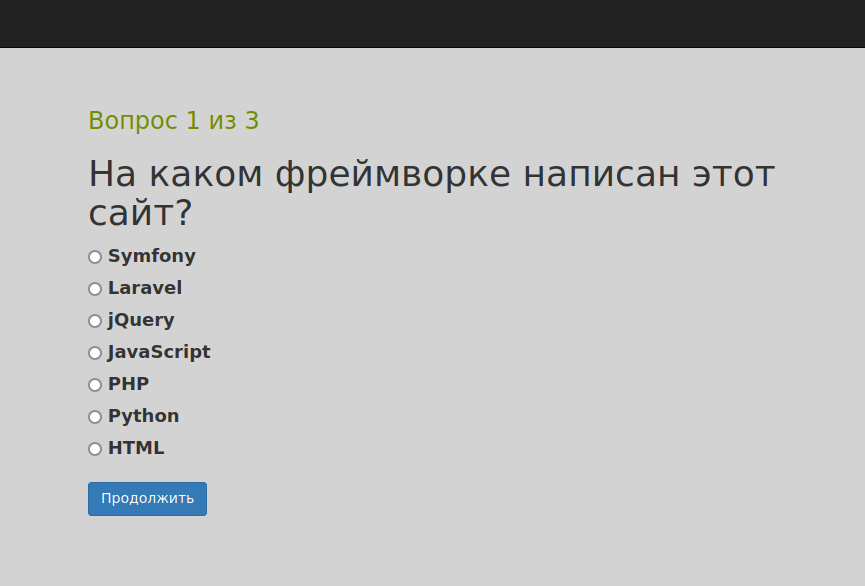 Вопрос 1 из 3
На каком фреймворке написан этот
сайт?
Symfony
Laravel
jQuery
JavaScript
PHP
Python
HTML
Продолжить